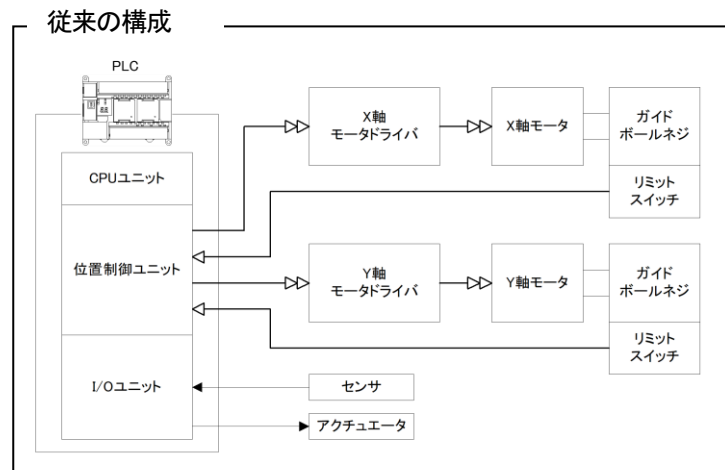 従来の構成
PLC
CPUユニット
位置制御ユニット
I/Oユニット
X軸
モータドライバ
X軸モータ
ガイド
ボールネジ
リミット
スイッチ
Y軸
モータドライバ
Y軸モータ
ガイド
ボールネジ
リミット
スイッチ
センサ
アクチュエータ